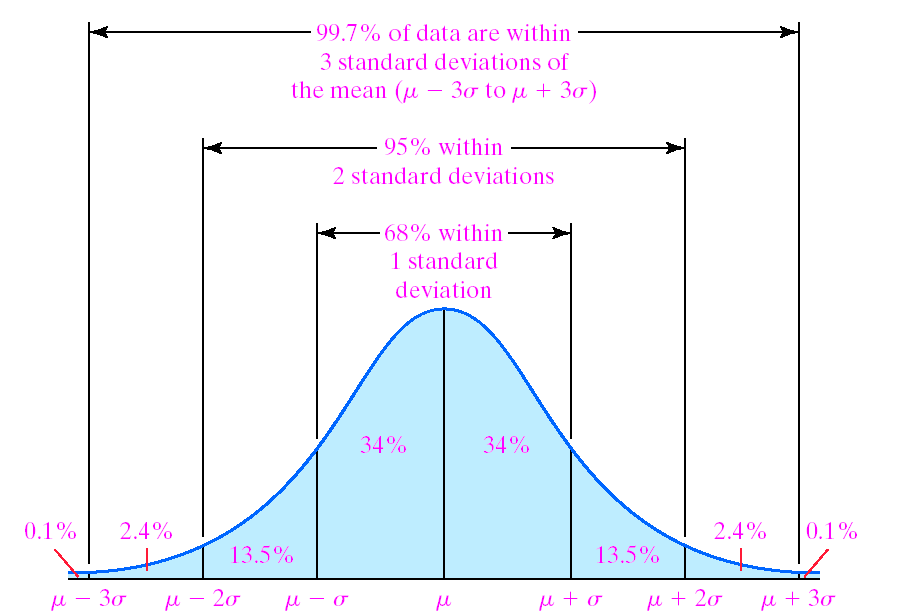 99.7% of data are within
3 standard deviations of
the mean (μ − 3σ to μ + 3σ)
95% within
2 standard deviations
68% within
1 standard
deviation
34%
34%
0.1%
2.4%
13.5%
13.5%
2.4%
0.1%
μ − 3σ
μ − 2σ
μ − σ
μ
μ + σ
μ + 2σ
μ + 3σ